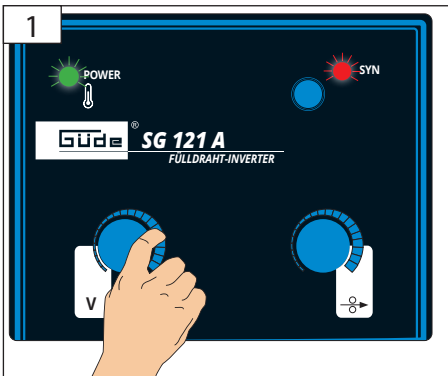 1
POWER
SYN
Güde®
SG 121 A
FÜLLDRAHT-INVERTER
V